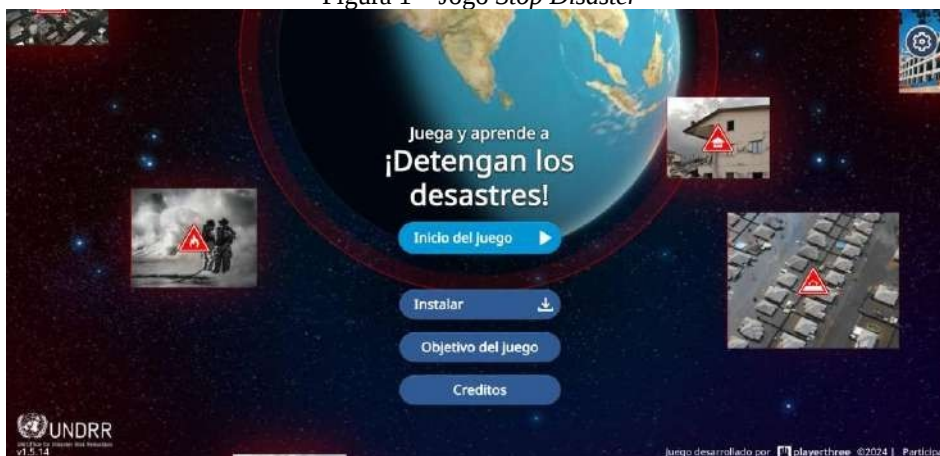 Figura 1 – Jogo Stop Disaster
Juega y aprende a
¡Detengan los
desastres!
Inicio del juego
Instalar
Objetivo del juego
Creditos
UNDRR
v1.5.14
Juego desarrollado por playerthree ©2024 | Particip